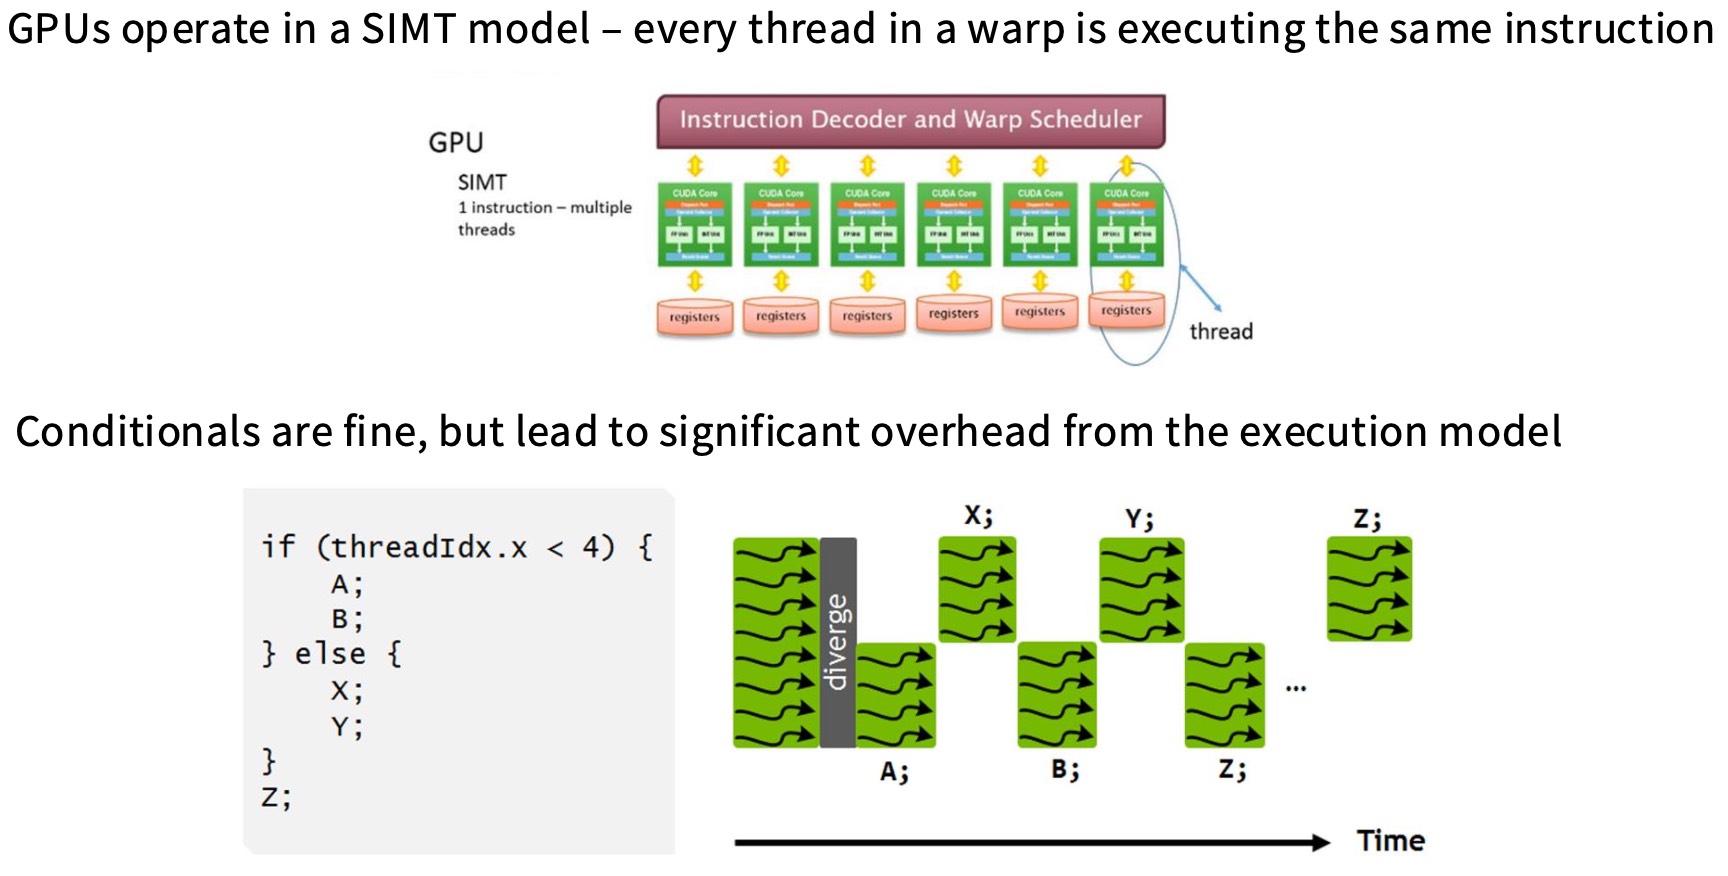 GPUs operate in a SIMT model – every thread in a warp is executing the same instruction
Instruction Decoder and Warp Scheduler
GPU
SIMT
1 instruction – multiple
threads
CUDA Core CUDA Core CUDA Core CUDA Core CUDA Core CUDA Core
registers registers registers registers registers registers
thread
Conditionals are fine, but lead to significant overhead from the execution model
if (threadIdx.x < 4) {
A;
B;
} else {
X;
Y;
}
Z;
diverge
X; Y; Z;
...
A; B; Z;
Time